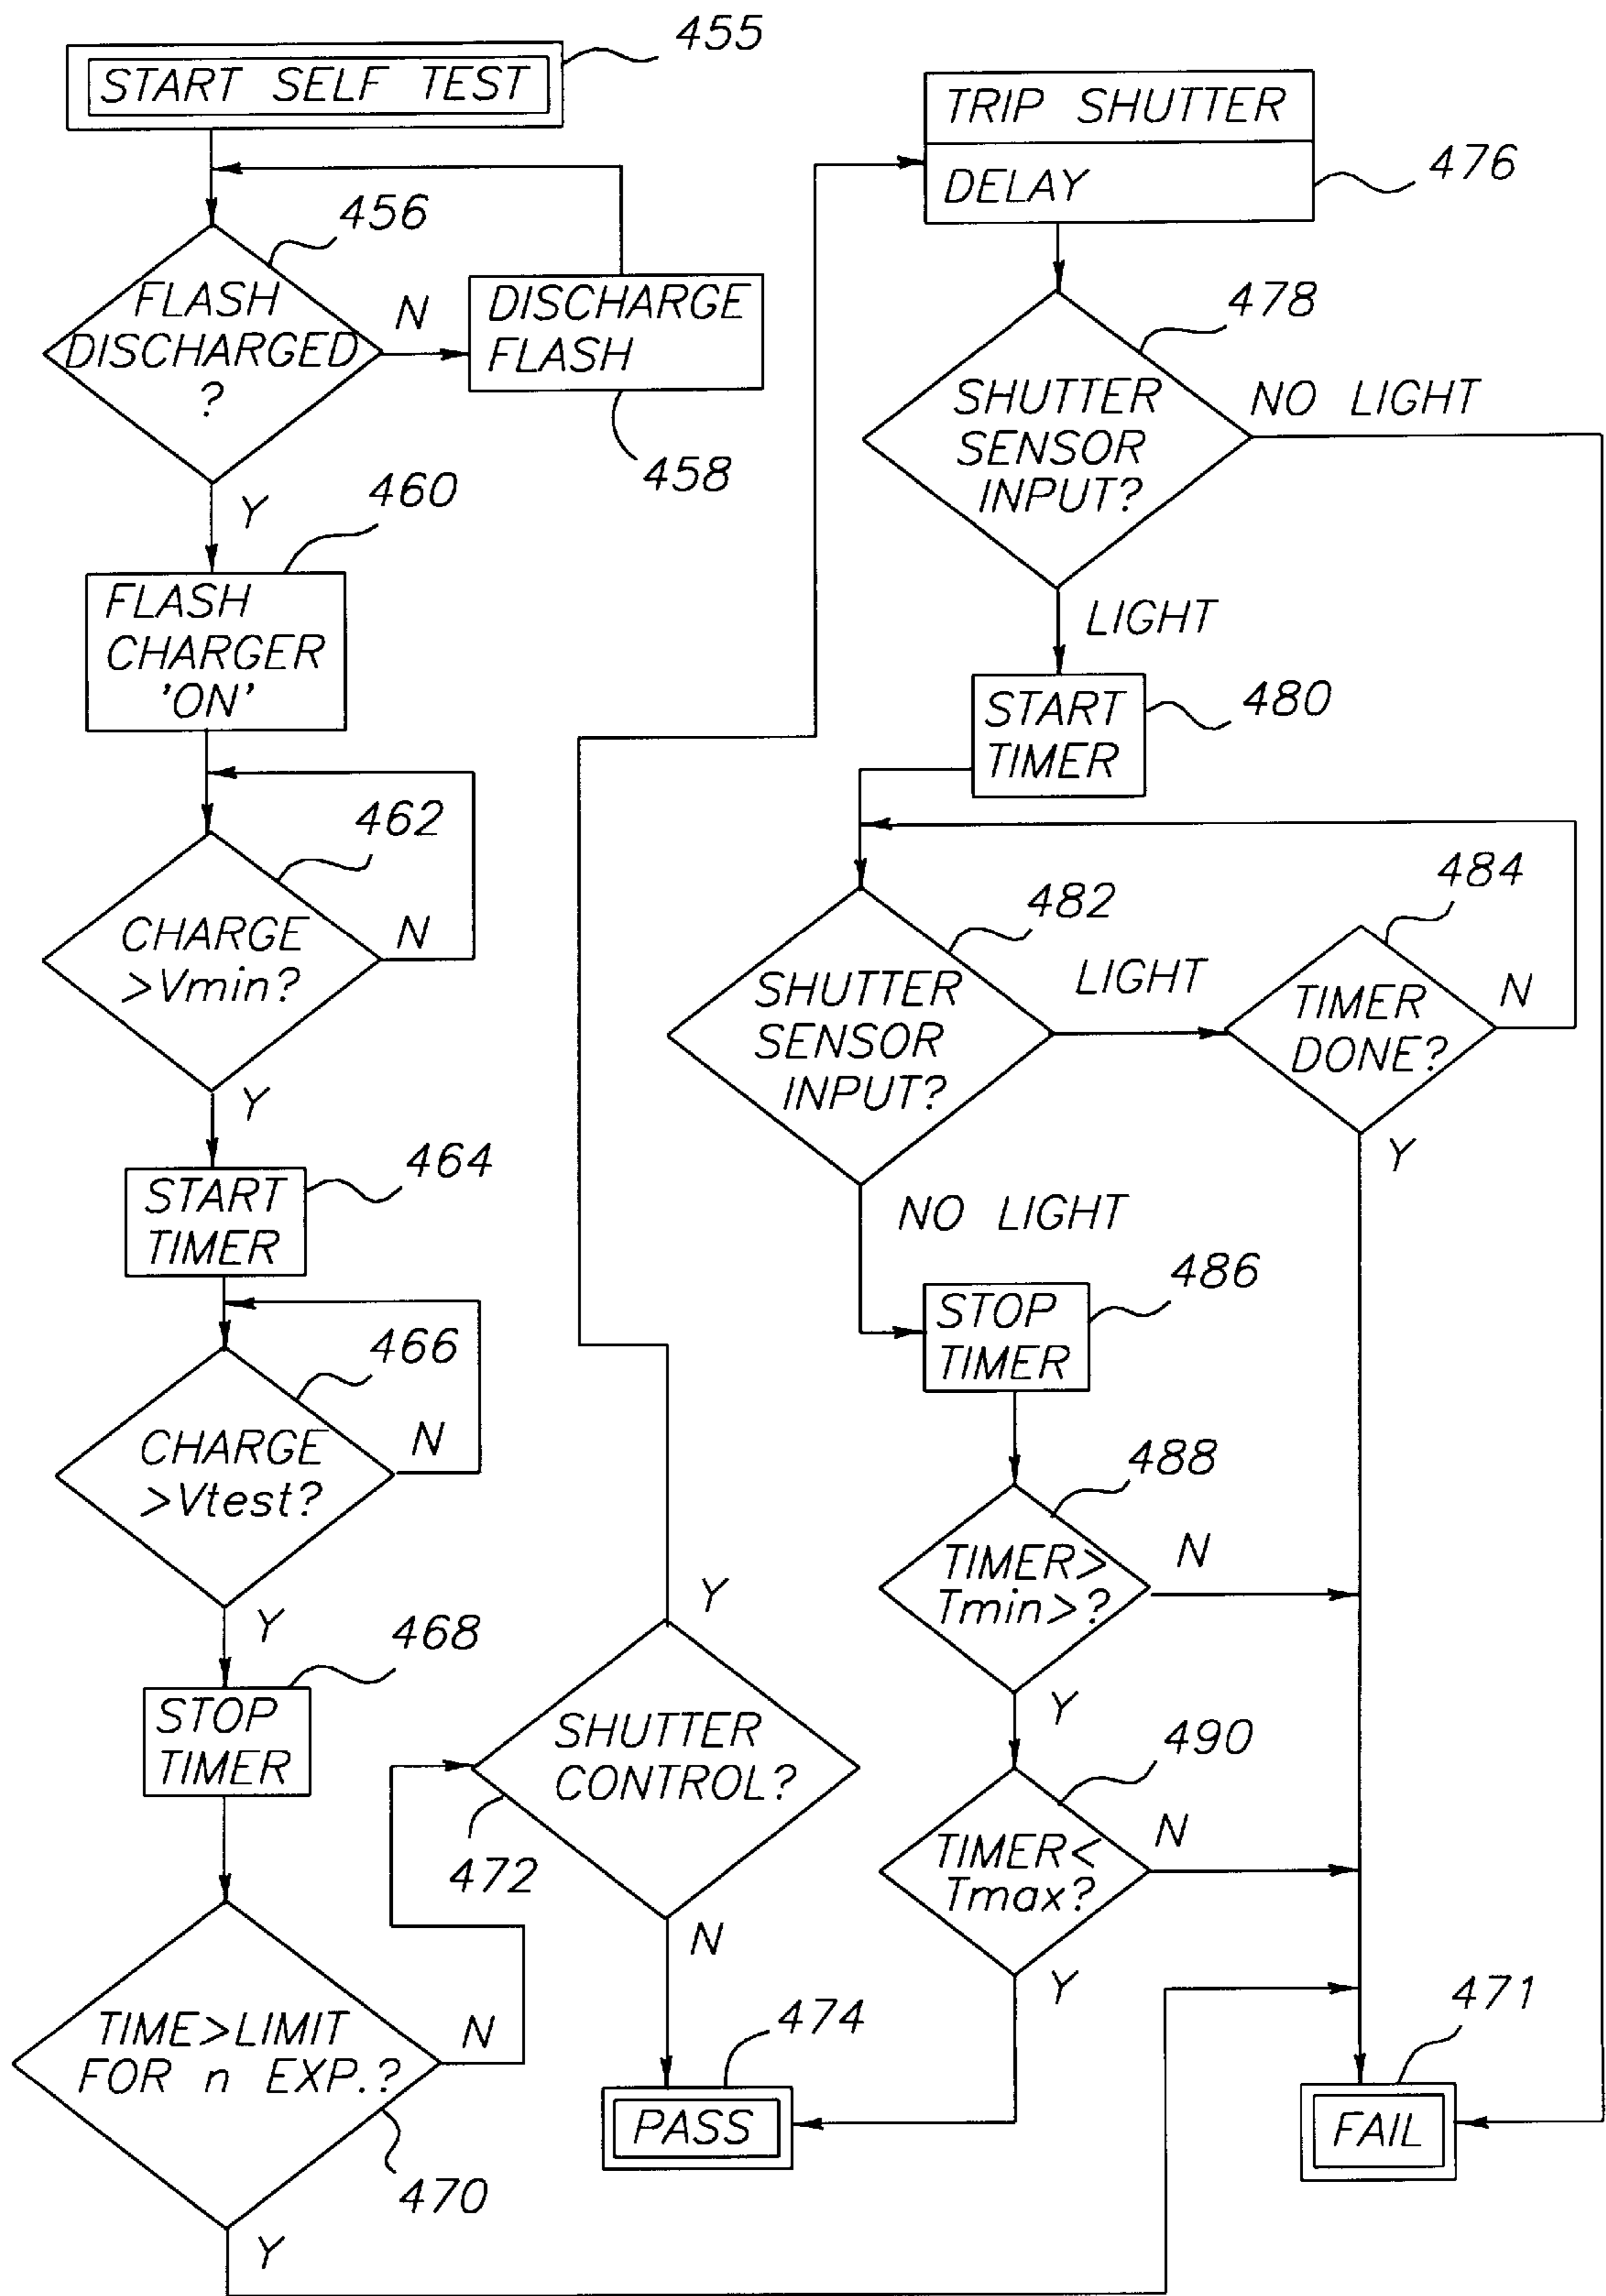 455
START SELF TEST
456
FLASH
DISCHARGED
?
N
DISCHARGE
FLASH
458
Y
460
FLASH
CHARGER
'ON'
462
CHARGE
>Vmin?
N
Y
464
START
TIMER
466
CHARGE
>Vtest?
N
Y
468
STOP
TIMER
TIME>LIMIT
FOR n EXP.?
N
470
Y
Y
SHUTTER
CONTROL?
472
N
474
PASS
TRIP SHUTTER
DELAY
476
478
SHUTTER
SENSOR
INPUT?
NO LIGHT
LIGHT
480
START
TIMER
482
SHUTTER
SENSOR
INPUT?
LIGHT
484
TIMER
DONE?
N
Y
NO LIGHT
486
STOP
TIMER
488
TIMER>
Tmin>?
N
Y
490
TIMER<
Tmax?
N
Y
471
FAIL